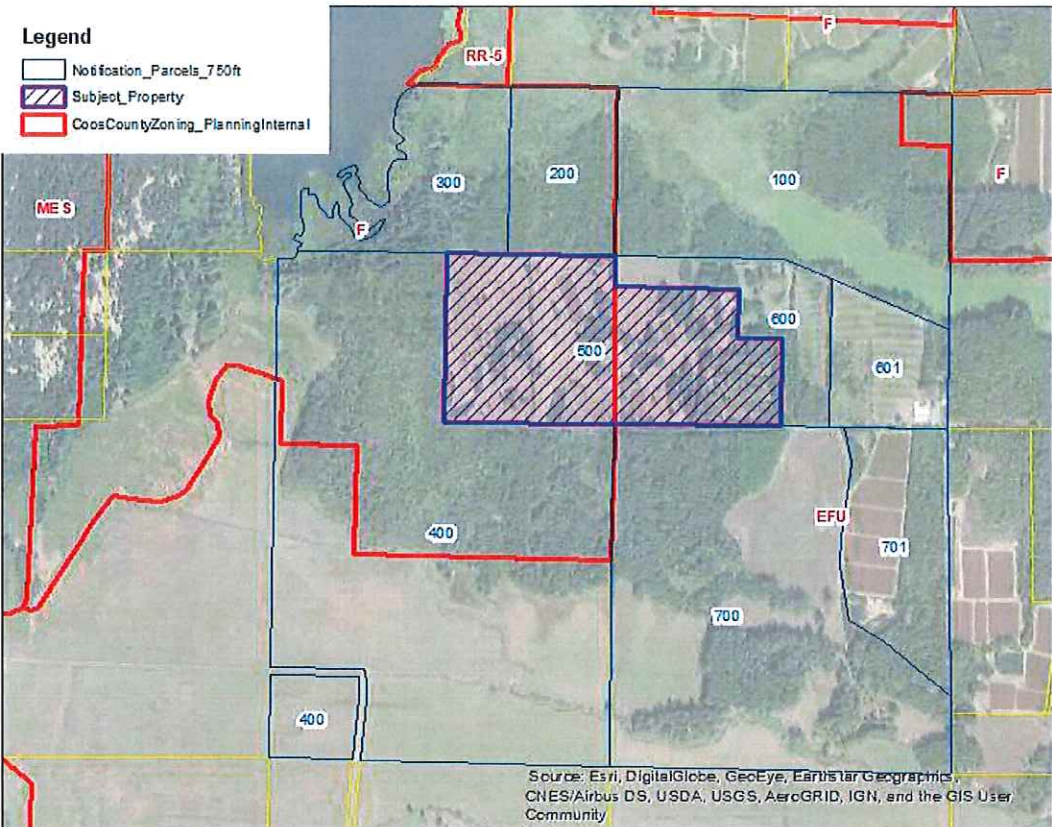 Legend
Notification_Parcels_750ft
Subject_Property
CoosCountyZoning_PlanningInternal
F
RR-5
300
200
100
F
MES
F
500
600
601
400
EFU
701
700
400
Source: Esri, DigitalGlobe, GeoEye, Earthstar Geographics,
CNES/Airbus DS, USDA, USGS, AeroGRID, IGN, and the GIS User
Community